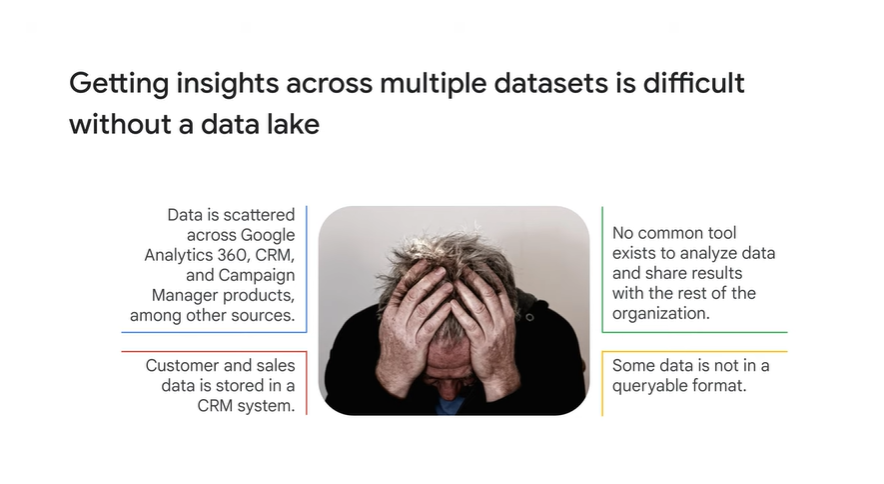 Getting insights across multiple datasets is difficult
without a data lake
Data is scattered
across Google
Analytics 360, CRM,
and Campaign
Manager products,
among other sources.
No common tool
exists to analyze data
and share results
with the rest of the
organization.
Customer and sales
data is stored in a
CRM system.
Some data is not in a
queryable format.